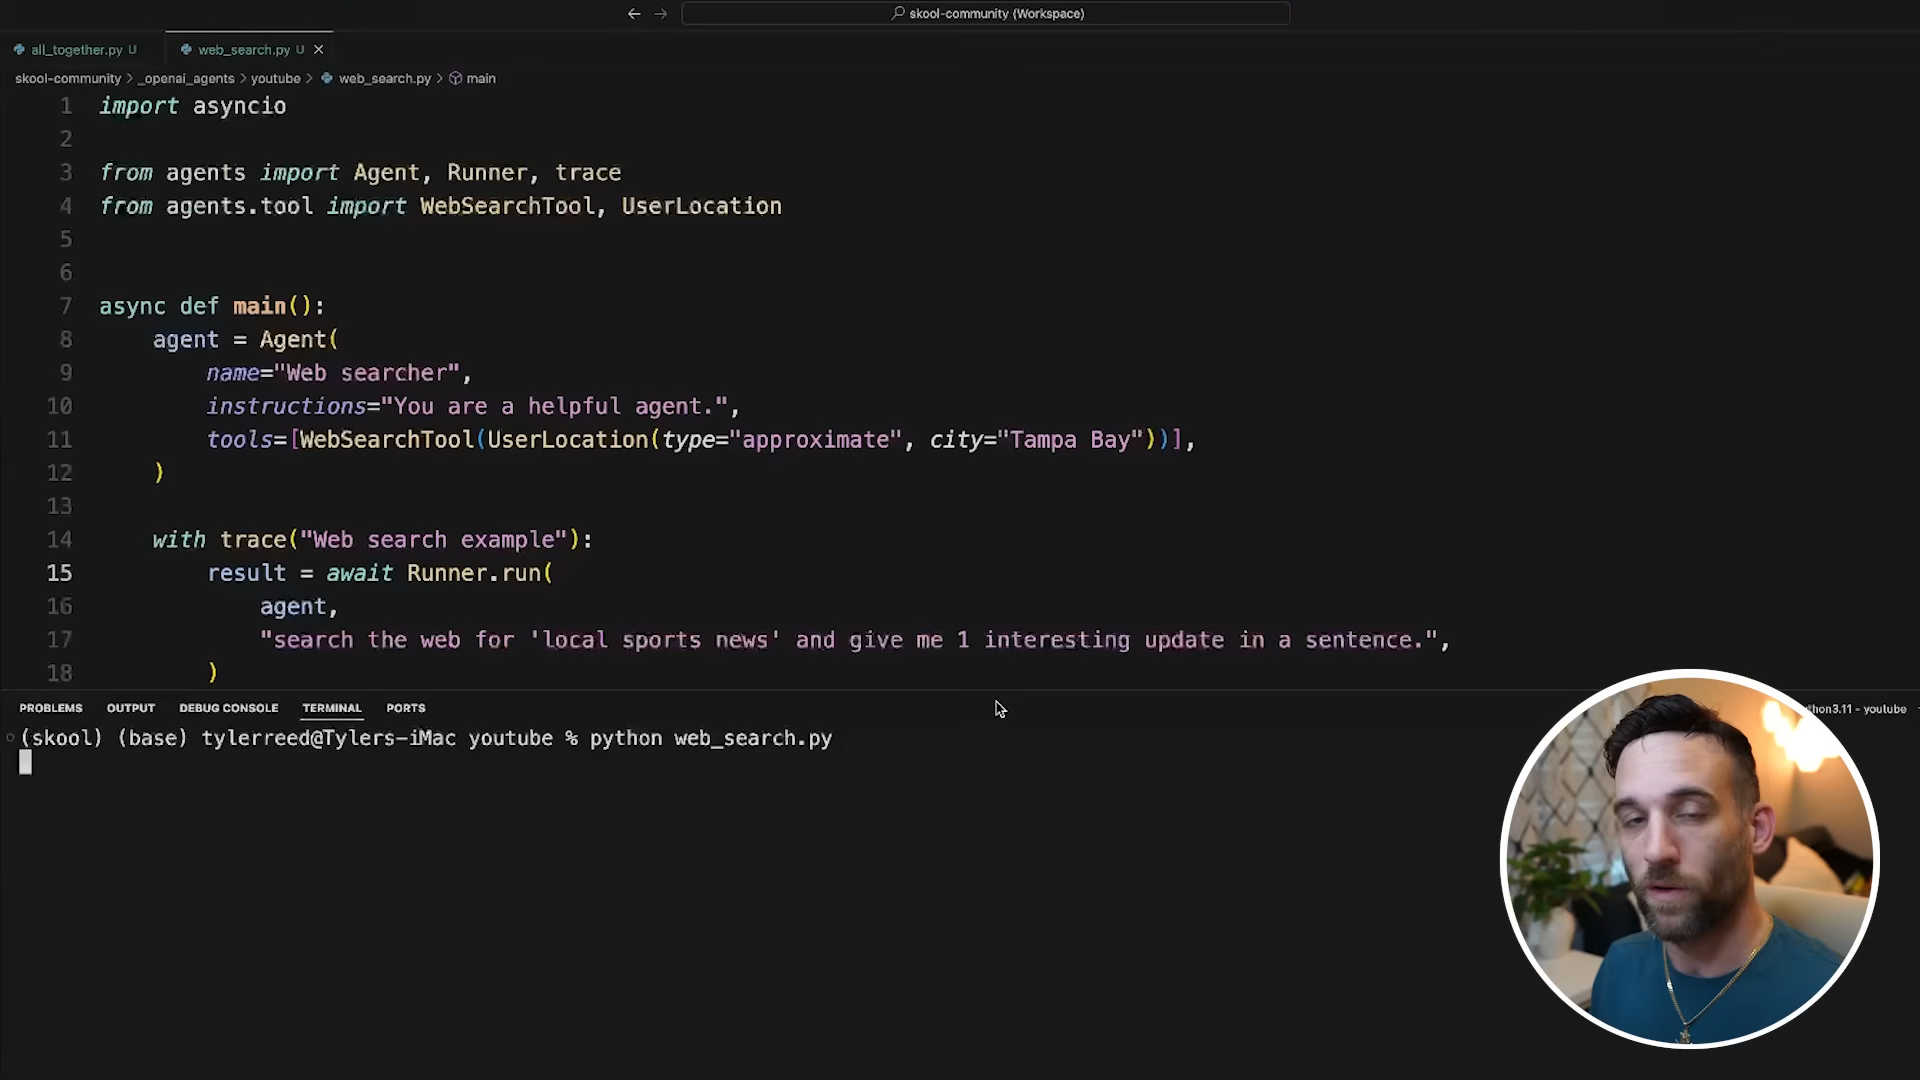 skool-community (Workspace)
all_together.py U
web_search.py U
skool-community > _openai_agents > youtube > web_search.py > main
1 import asyncio
2
3 from agents import Agent, Runner, trace
4 from agents.tool import WebSearchTool, UserLocation
5
6
7 async def main():
8 agent = Agent(
9 name="Web searcher",
10 instructions="You are a helpful agent.",
11 tools=[WebSearchTool(UserLocation(type="approximate", city="Tampa Bay"))],
12 )
13
14 with trace("Web search example"):
15 result = await Runner.run(
16 agent,
17 "search the web for 'local sports news' and give me 1 interesting update in a sentence.",
18 )
PROBLEMS OUTPUT DEBUG CONSOLE TERMINAL PORTS
thon3.11 - youtube
(skool) (base) tylerreed@Tylers-iMac youtube % python web_search.py